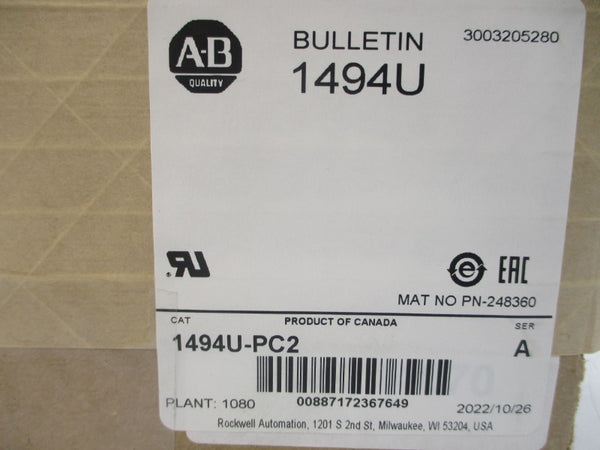 A-B
QUALITY
BULLETIN
3003205280
1494U
EAC
MAT NO PN-248360
CAT
PRODUCT OF CANADA
SER
1494U-PC2
A
PLANT: 1080
00887172367649
2022/10/26
Rockwell Automation, 1201 S 2nd St, Milwaukee, WI 53204, USA